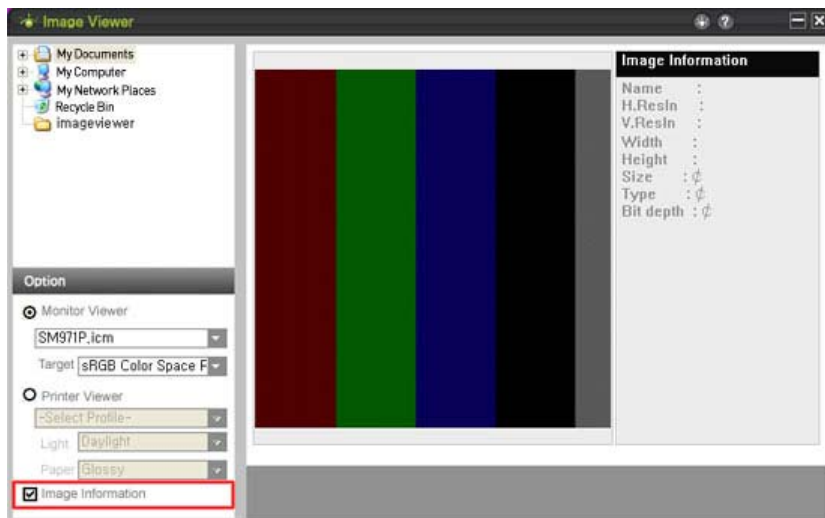 Image Viewer
My Documents
My Computer
My Network Places
Recycle Bin
imageviewer
Option
Monitor Viewer
SM971P.icm
Target sRGB Color Space F
Printer Viewer
-Select Profile-
Light Daylight
Paper Glossy
Image Information
Image Information
Name :
H.Resln :
V.Resln :
Width :
Height :
Size : ¢
Type : ¢
Bit depth : ¢